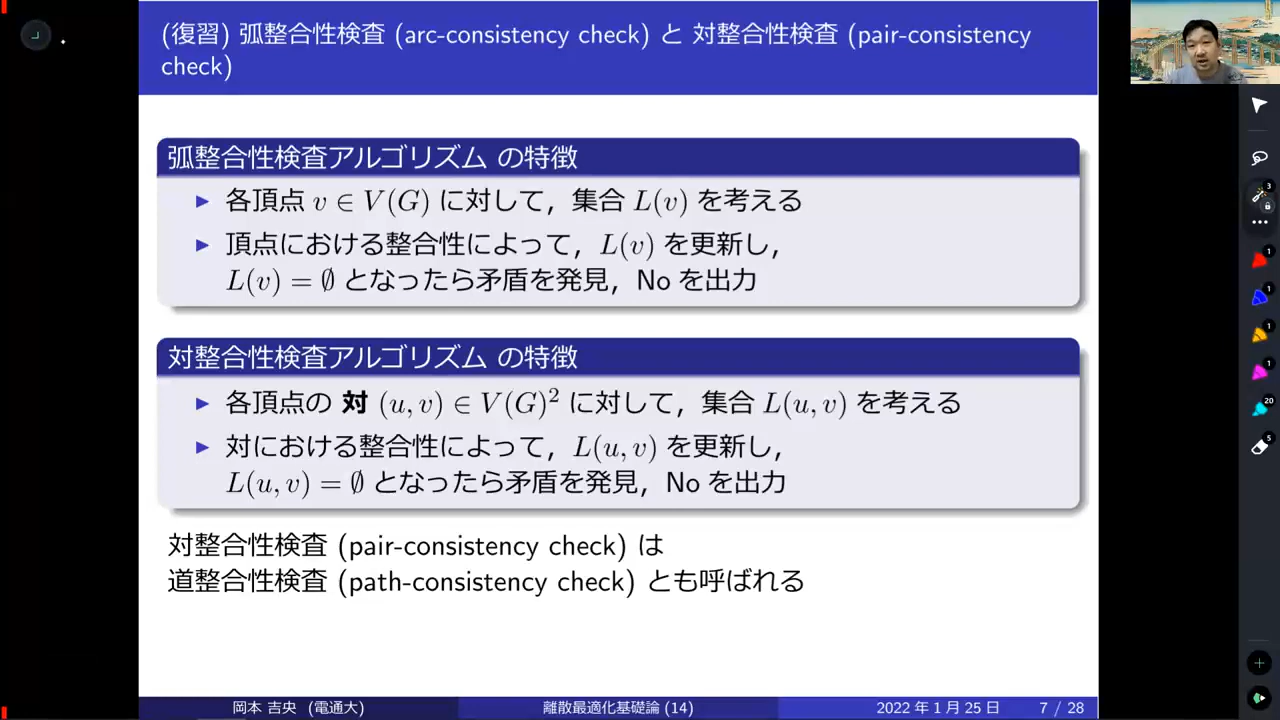 (復習) 弧整合性検査 (arc-consistency check) と 対整合性検査 (pair-consistency
check)
弧整合性検査アルゴリズム の特徴
▶ 各頂点 v ∈ V(G) に対して，集合 L(v) を考える
▶ 頂点における整合性によって，L(v) を更新し，
L(v) = ∅ となったら矛盾を発見，No を出力
対整合性検査アルゴリズム の特徴
▶ 各頂点の 対 (u, v) ∈ V(G)² に対して，集合 L(u, v) を考える
▶ 対における整合性によって，L(u, v) を更新し，
L(u, v) = ∅ となったら矛盾を発見，No を出力
対整合性検査 (pair-consistency check) は
道整合性検査 (path-consistency check) とも呼ばれる
岡本 吉央 (電通大) 離散最適化基礎論 (14) 2022 年 1 月 25 日 7 / 28
3
1
1
1
1
20
5